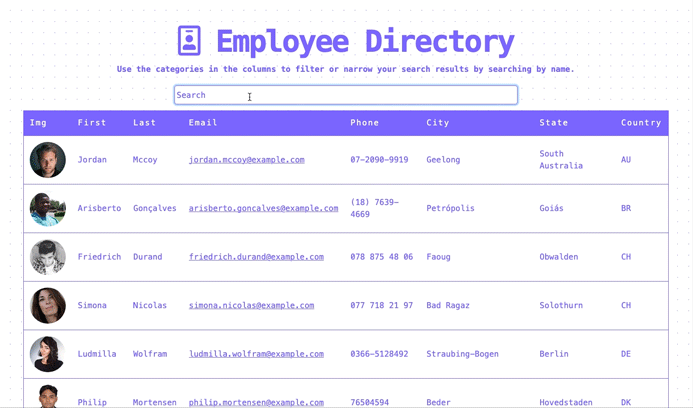 Employee Directory
Use the categories in the columns to filter or narrow your search results by searching by name.
Search
Img First Last Email Phone City State Country
Jordan Mccoy jordan.mccoy@example.com 07-2090-9919 Geelong South Australia AU
Arisberto Gonçalves arisberto.goncalves@example.com (18) 7639-4669 Petrópolis Goiás BR
Friedrich Durand friedrich.durand@example.com 078 875 48 06 Faoug Obwalden CH
Simona Nicolas simona.nicolas@example.com 077 718 21 97 Bad Ragaz Solothurn CH
Ludmilla Wolfram ludmilla.wolfram@example.com 0366-5128492 Straubing-Bogen Berlin DE
Philip Mortensen philip.mortensen@example.com 76504594 Beder Hovedstaden DK